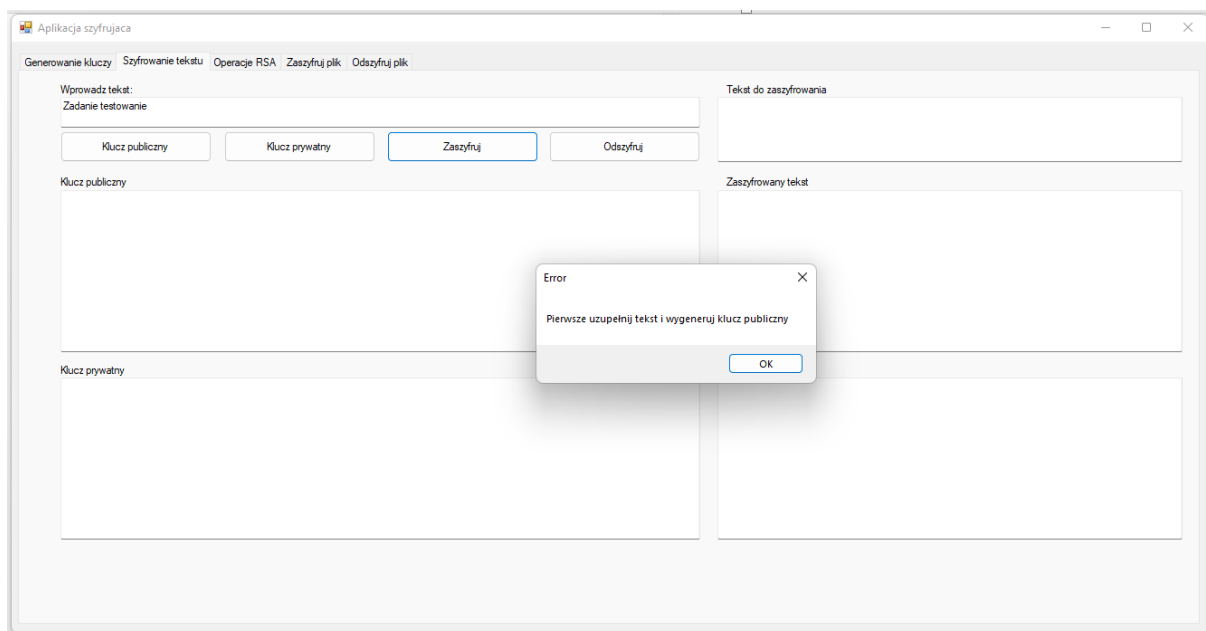 Aplikacja szyfrujaca
Generowanie kluczy Szyfrowanie tekstu Operacje RSA Zaszyfruj plik Odszyfruj plik
Wprowadz tekst:
Tekst do zaszyfrowania
Zadanie testowanie
Klucz publiczny Klucz prywatny Zaszyfruj Odszyfruj
Klucz publiczny
Zaszyfrowany tekst
Error
Pierwsze uzupełnij tekst i wygeneruj klucz publiczny
OK
Klucz prywatny